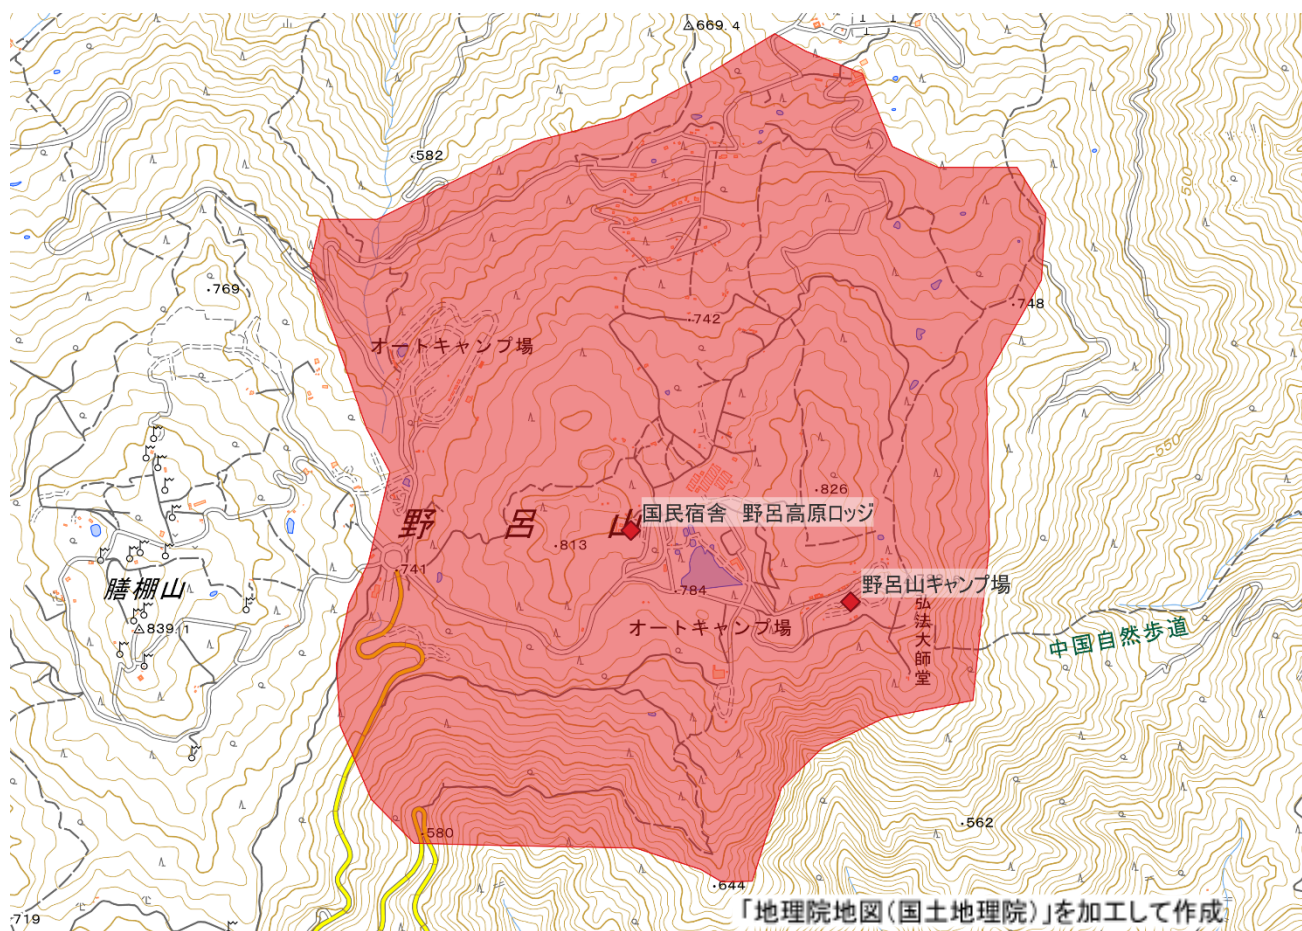 669.4
582
500
769
748
742
オートキャンプ場
550
826
国民宿舎 野呂高原ロッジ
野呂山
813
741
784
野呂山キャンプ場
膳棚山
839.1
オートキャンプ場
弘法大師堂
中国自然歩道
580
562
644
719
「地理院地図(国土地理院)」を加工して作成